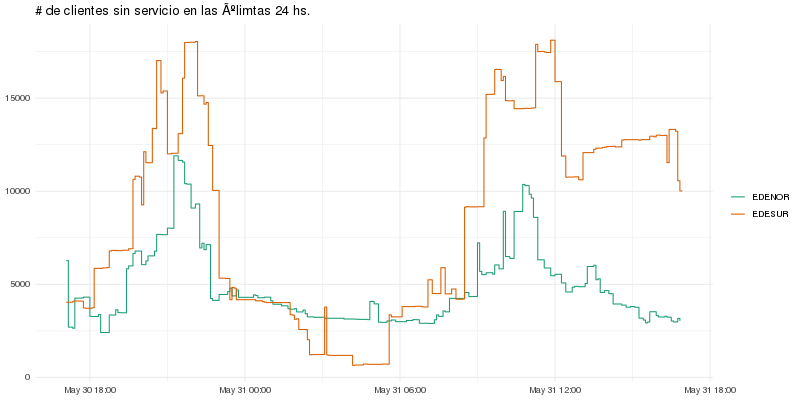 # de clientes sin servicio en las Ãºlimtas 24 hs.
15000
10000
5000
0
May 30 18:00
May 31 00:00
May 31 06:00
May 31 12:00
May 31 18:00
EDENOR
EDESUR